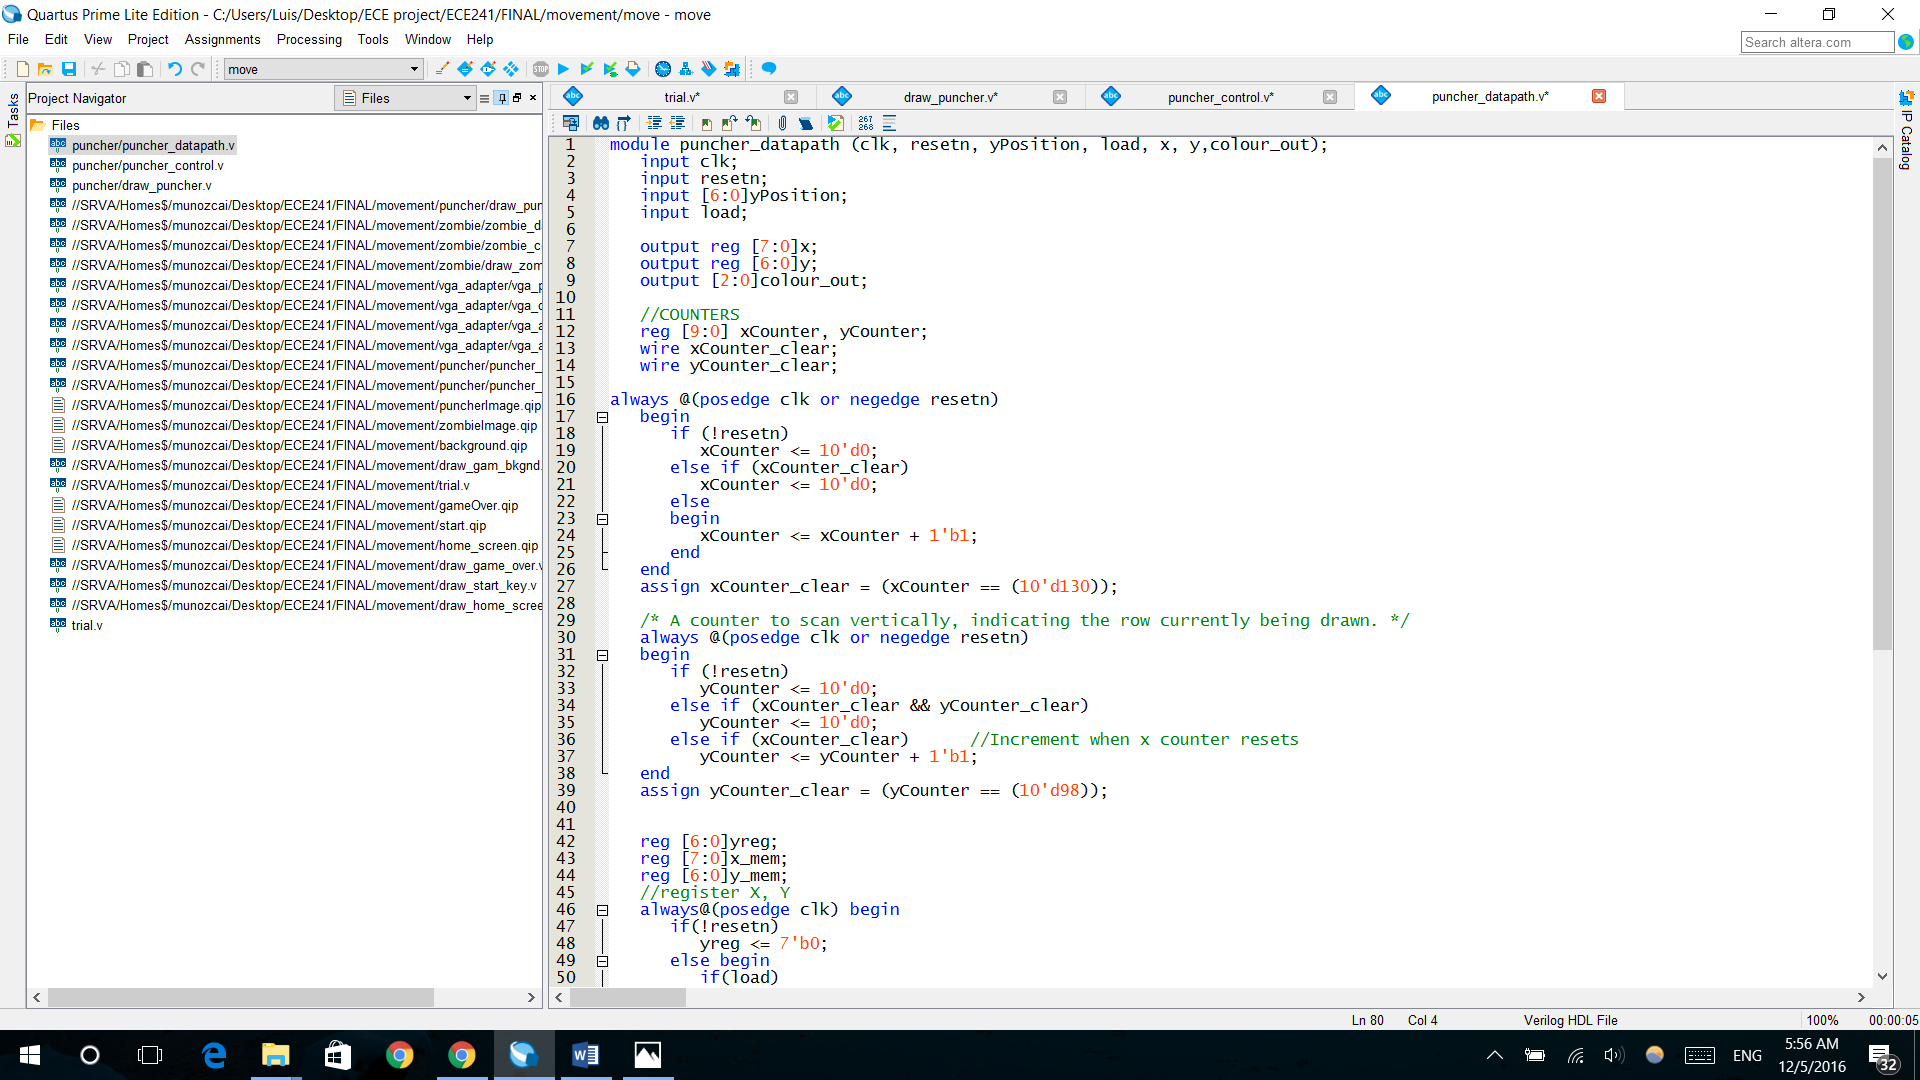 Quartus Prime Lite Edition - C:/Users/Luis/Desktop/ECE project/ECE241/FINAL/movement/move - move
File Edit View Project Assignments Processing Tools Window Help
Search altera.com
move
Tasks
Project Navigator
Files
Files
puncher/puncher_datapath.v
puncher/puncher_control.v
puncher/draw_puncher.v
//SRVA/Homes$/munozcai/Desktop/ECE241/FINAL/movement/puncher/draw_pun
//SRVA/Homes$/munozcai/Desktop/ECE241/FINAL/movement/zombie/zombie_d
//SRVA/Homes$/munozcai/Desktop/ECE241/FINAL/movement/zombie/zombie_c
//SRVA/Homes$/munozcai/Desktop/ECE241/FINAL/movement/zombie/draw_zom
//SRVA/Homes$/munozcai/Desktop/ECE241/FINAL/movement/vga_adapter/vga_p
//SRVA/Homes$/munozcai/Desktop/ECE241/FINAL/movement/vga_adapter/vga_c
//SRVA/Homes$/munozcai/Desktop/ECE241/FINAL/movement/vga_adapter/vga_a
//SRVA/Homes$/munozcai/Desktop/ECE241/FINAL/movement/vga_adapter/vga_a
//SRVA/Homes$/munozcai/Desktop/ECE241/FINAL/movement/puncher/puncher_
//SRVA/Homes$/munozcai/Desktop/ECE241/FINAL/movement/puncher/puncher_
//SRVA/Homes$/munozcai/Desktop/ECE241/FINAL/movement/puncherImage.qip
//SRVA/Homes$/munozcai/Desktop/ECE241/FINAL/movement/zombieImage.qip
//SRVA/Homes$/munozcai/Desktop/ECE241/FINAL/movement/background.qip
//SRVA/Homes$/munozcai/Desktop/ECE241/FINAL/movement/draw_gam_bkgnd.
//SRVA/Homes$/munozcai/Desktop/ECE241/FINAL/movement/trial.v
//SRVA/Homes$/munozcai/Desktop/ECE241/FINAL/movement/gameOver.qip
//SRVA/Homes$/munozcai/Desktop/ECE241/FINAL/movement/start.qip
//SRVA/Homes$/munozcai/Desktop/ECE241/FINAL/movement/home_screen.qip
//SRVA/Homes$/munozcai/Desktop/ECE241/FINAL/movement/draw_game_over.v
//SRVA/Homes$/munozcai/Desktop/ECE241/FINAL/movement/draw_start_key.v
//SRVA/Homes$/munozcai/Desktop/ECE241/FINAL/movement/draw_home_scree
trial.v
trial.v* draw_puncher.v* puncher_control.v* puncher_datapath.v*
267
268
IP Catalog
1 module puncher_datapath (clk, resetn, yPosition, load, x, y,colour_out);
2 input clk;
3 input resetn;
4 input [6:0]yPosition;
5 input load;
6
7 output reg [7:0]x;
8 output reg [6:0]y;
9 output [2:0]colour_out;
10
11 //COUNTERS
12 reg [9:0] xCounter, yCounter;
13 wire xCounter_clear;
14 wire yCounter_clear;
15
16 always @(posedge clk or negedge resetn)
17 begin
18 if (!resetn)
19 xCounter <= 10'd0;
20 else if (xCounter_clear)
21 xCounter <= 10'd0;
22 else
23 begin
24 xCounter <= xCounter + 1'b1;
25 end
26 end
27 assign xCounter_clear = (xCounter == (10'd130));
28
29 /* A counter to scan vertically, indicating the row currently being drawn. */
30 always @(posedge clk or negedge resetn)
31 begin
32 if (!resetn)
33 yCounter <= 10'd0;
34 else if (xCounter_clear && yCounter_clear)
35 yCounter <= 10'd0;
36 else if (xCounter_clear) //Increment when x counter resets
37 yCounter <= yCounter + 1'b1;
38 end
39 assign yCounter_clear = (yCounter == (10'd98));
40
41
42 reg [6:0]yreg;
43 reg [7:0]x_mem;
44 reg [6:0]y_mem;
45 //register X, Y
46 always@(posedge clk) begin
47 if(!resetn)
48 yreg <= 7'b0;
49 else begin
50 if(load)
Ln 80 Col 4 Verilog HDL File 100% 00:00:05
ENG
5:56 AM
12/5/2016
32